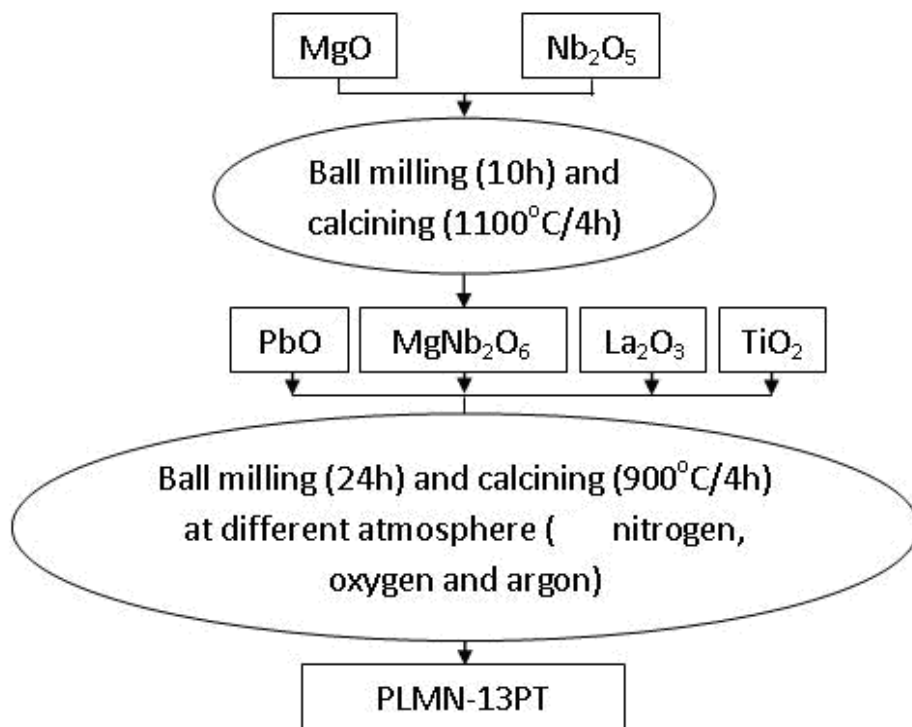 MgO
Nb₂O₅
Ball milling (10h) and
calcining (1100°C/4h)
PbO
MgNb₂O₆
La₂O₃
TiO₂
Ball milling (24h) and calcining (900°C/4h)
at different atmosphere ( nitrogen,
oxygen and argon)
PLMN-13PT